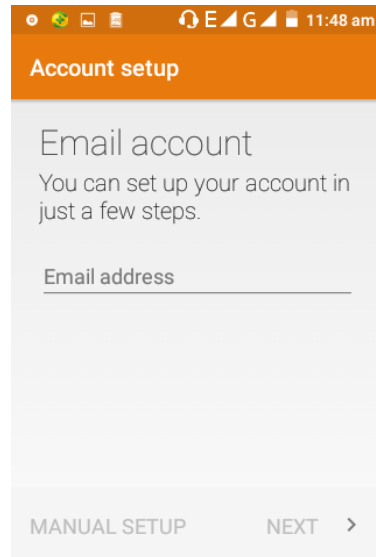 E G 11:48 am
Account setup
Email account
You can set up your account in
just a few steps.
Email address
MANUAL SETUP NEXT >